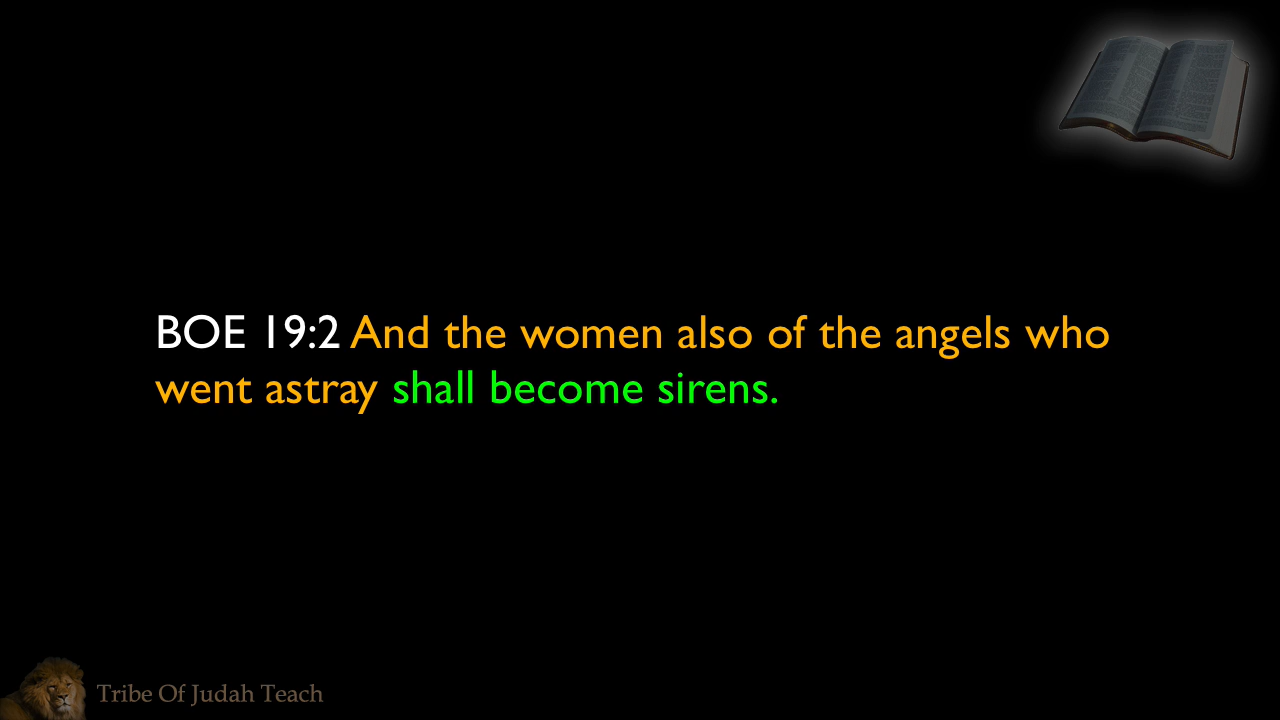 BOE 19:2 And the women also of the angels who
went astray shall become sirens.
Tribe Of Judah Teach